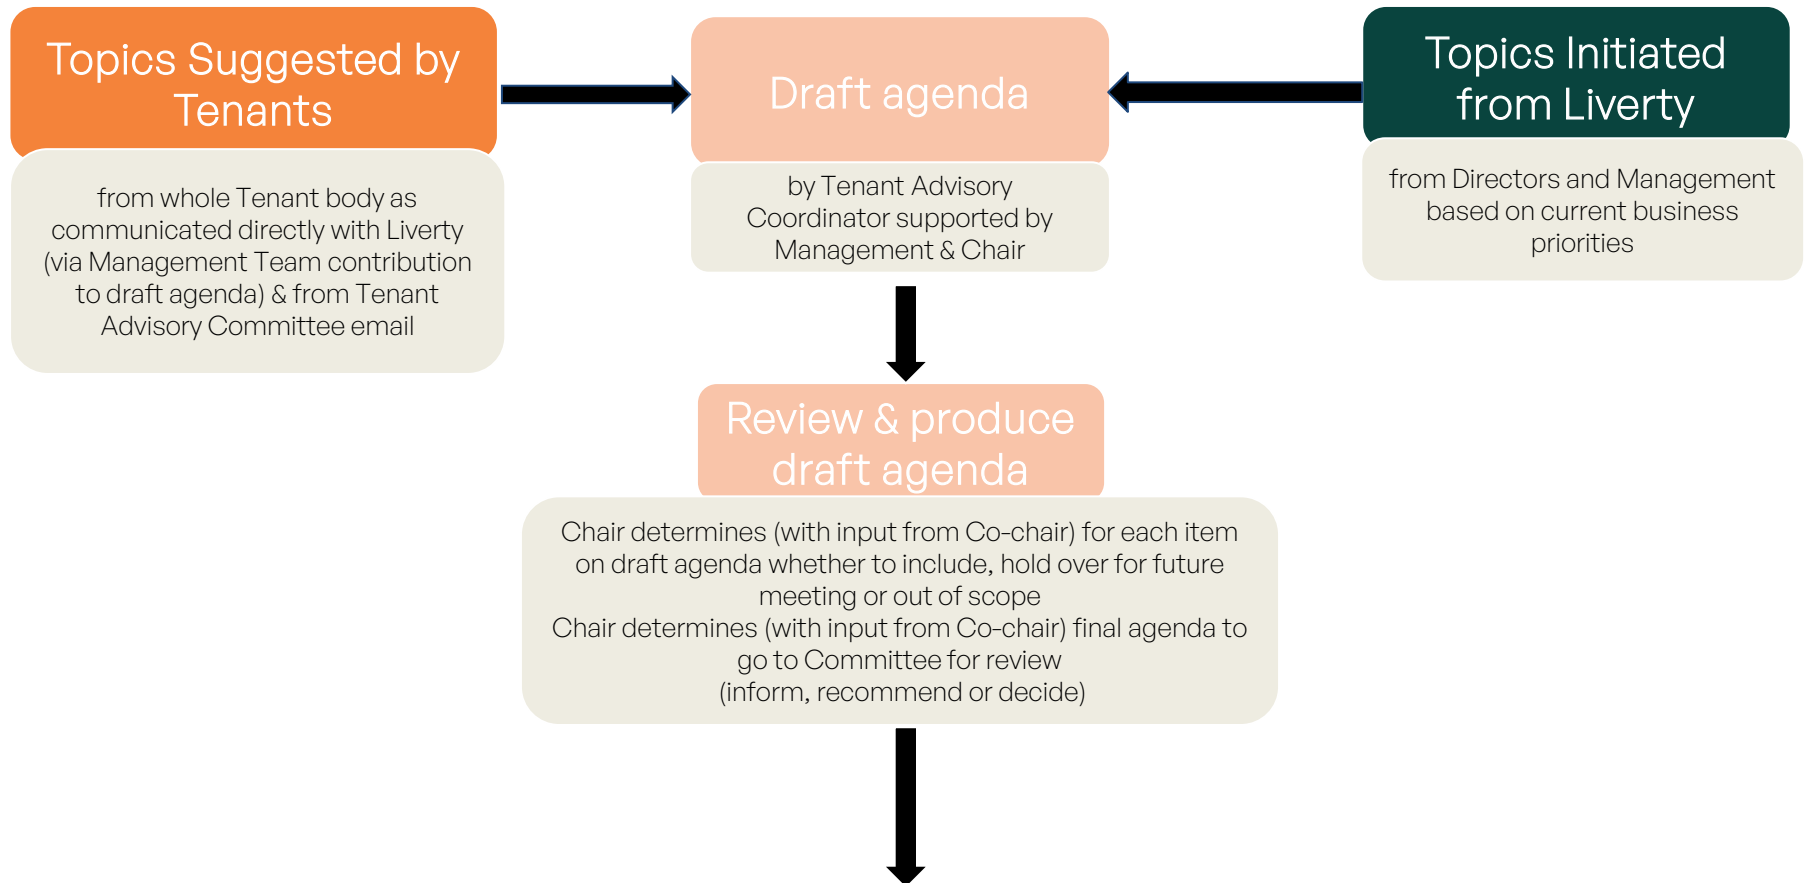 Topics Suggested by
Tenants
from whole Tenant body as
communicated directly with Liverty
(via Management Team contribution
to draft agenda) & from Tenant
Advisory Committee email
Draft agenda
by Tenant Advisory
Coordinator supported by
Management & Chair
Topics Initiated
from Liverty
from Directors and Management
based on current business
priorities
Review & produce
draft agenda
Chair determines (with input from Co-chair) for each item
on draft agenda whether to include, hold over for future
meeting or out of scope
Chair determines (with input from Co-chair) final agenda to
go to Committee for review
(inform, recommend or decide)